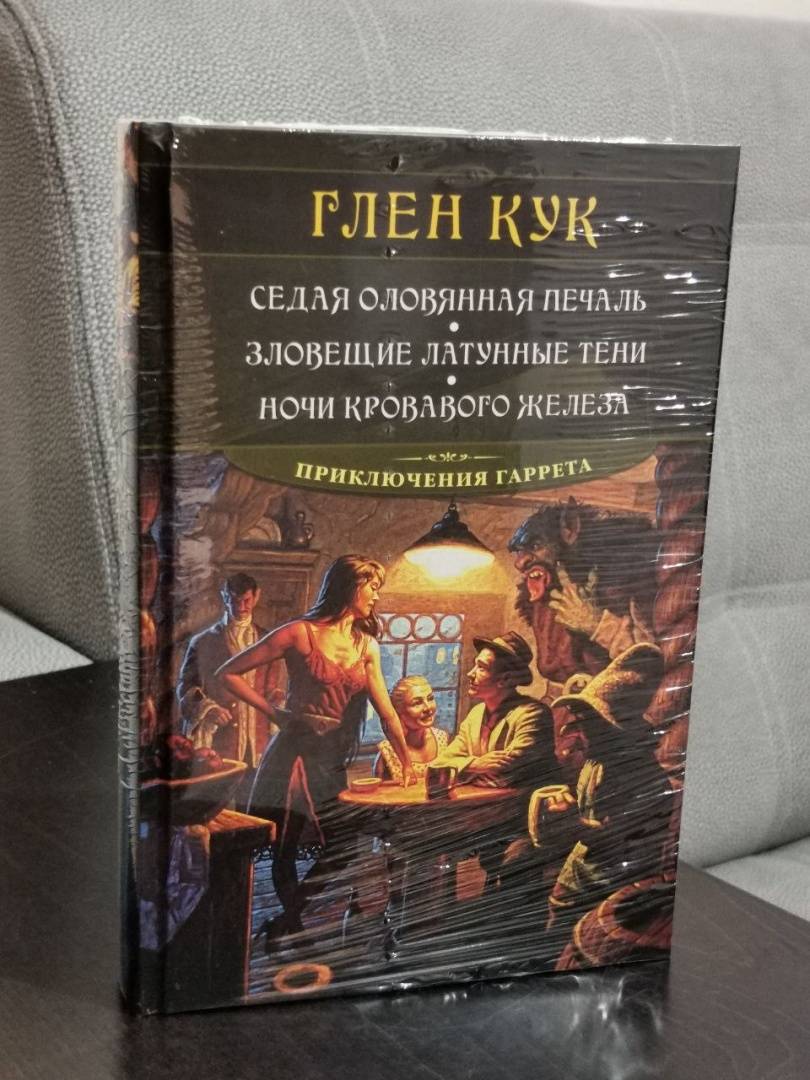 ГЛЕН КУК
СЕДАЯ ОЛОВЯННАЯ ПЕЧАЛЬ
•
ЗЛОВЕЩИЕ ЛАТУННЫЕ ТЕНИ
•
НОЧИ КРОВАВОГО ЖЕЛЕЗА
ПРИКЛЮЧЕНИЯ ГАРРЕТА